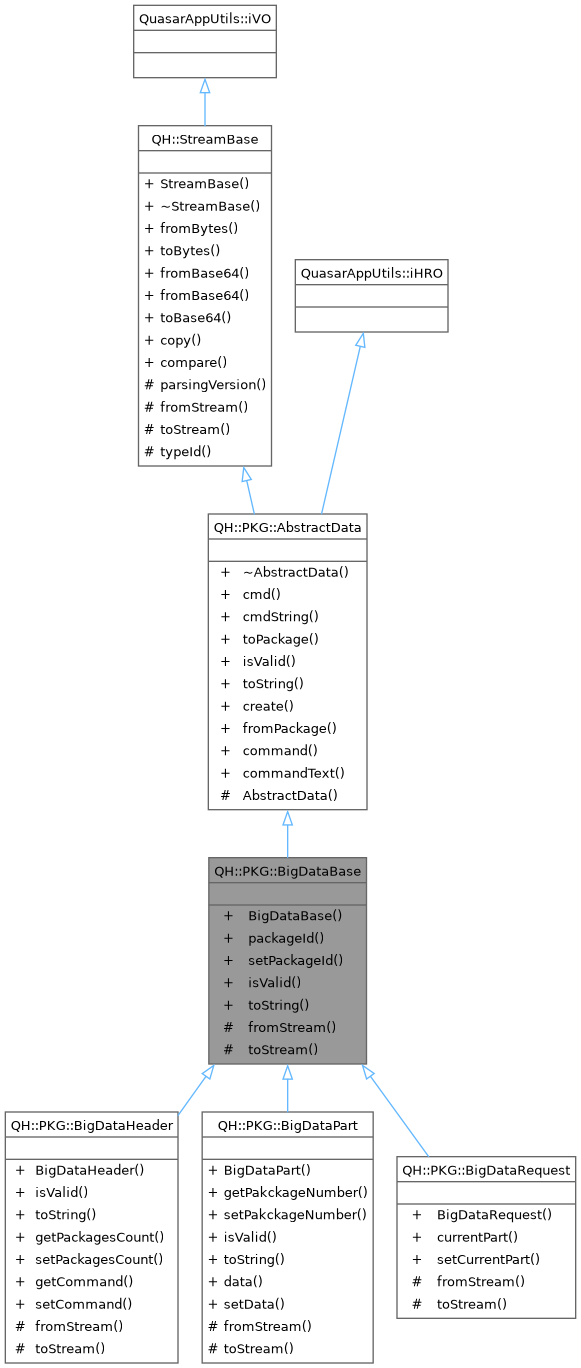 QuasarAppUtils::iVO
QH::StreamBase
+ StreamBase()
+ ~StreamBase()
+ fromBytes()
+ toBytes()
+ fromBase64()
+ fromBase64()
+ toBase64()
+ copy()
+ compare()
# parsingVersion()
# fromStream()
# toStream()
# typeId()
QuasarAppUtils::iHRO
QH::PKG::AbstractData
+ ~AbstractData()
+ cmd()
+ cmdString()
+ toPackage()
+ isValid()
+ toString()
+ create()
+ fromPackage()
+ command()
+ commandText()
# AbstractData()
QH::PKG::BigDataBase
+ BigDataBase()
+ packageId()
+ setPackageId()
+ isValid()
+ toString()
# fromStream()
# toStream()
QH::PKG::BigDataHeader
+ BigDataHeader()
+ isValid()
+ toString()
+ getPackagesCount()
+ setPackagesCount()
+ getCommand()
+ setCommand()
# fromStream()
# toStream()
QH::PKG::BigDataPart
+ BigDataPart()
+ getPakckageNumber()
+ setPakckageNumber()
+ isValid()
+ toString()
+ data()
+ setData()
# fromStream()
# toStream()
QH::PKG::BigDataRequest
+ BigDataRequest()
+ currentPart()
+ setCurrentPart()
# fromStream()
# toStream()